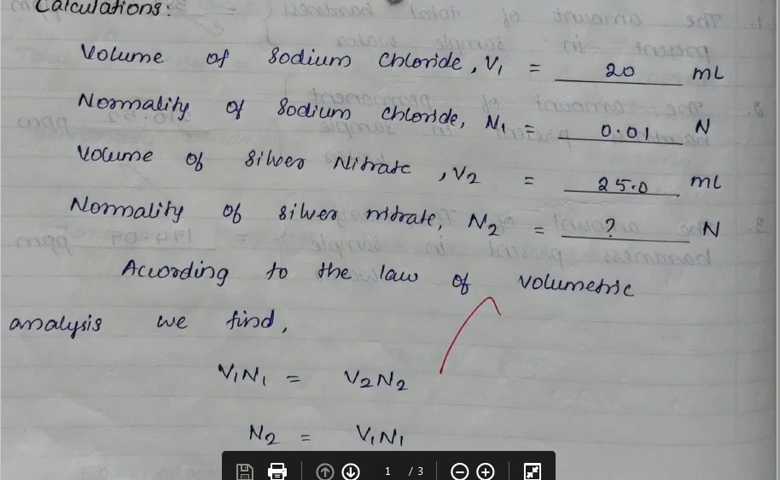 Calculations:
Volume of Sodium Chloride, V1 = 20 mL
Normality of Sodium Chloride, N1 = 0.01 N
Volume of Silver Nitrate, V2 = 25.0 mL
Normality of silver nitrate, N2 = ? N
According to the law of volumetric
analysis we find,
V1N1 = V2N2
N2 = V1N1
1 / 3